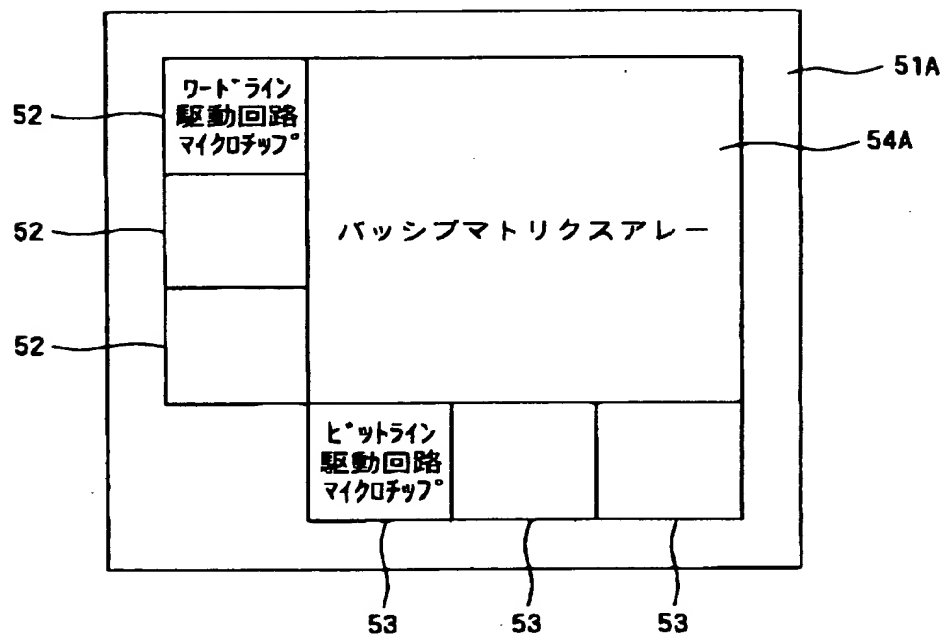 ワード゛ライン
駆動回路
マイクロチップ
51A
52
54A
52
バッシブマトリクスアレー
52
ビットライン
駆動回路
マイクロチップ
53
53
53